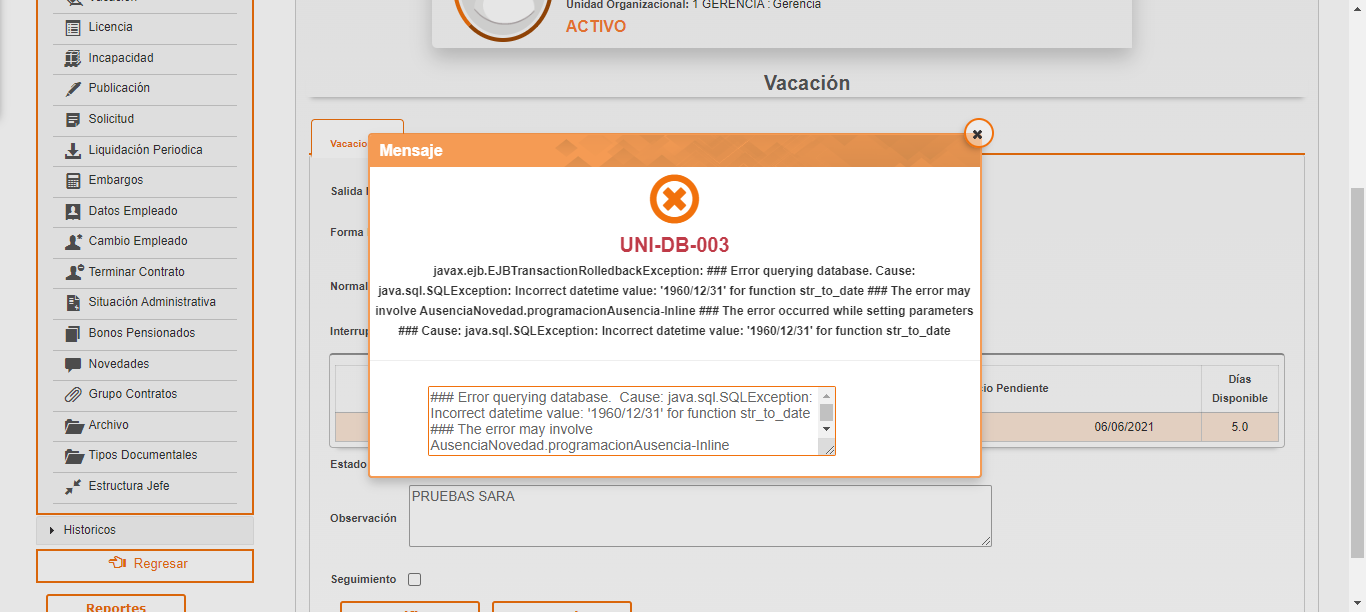 Unidad Organizacional: 1 GERENCIA : Gerencia
ACTIVO
Licencia
Incapacidad
Publicación
Solicitud
Liquidación Periodica
Embargos
Datos Empleado
Cambio Empleado
Terminar Contrato
Situación Administrativa
Bonos Pensionados
Novedades
Grupo Contratos
Archivo
Tipos Documentales
Estructura Jefe
Historicos
Regresar
Reportes
Vacación
Mensaje
UNI-DB-003
javax.ejb.EJBTransactionRolledbackException: ### Error querying database. Cause:
java.sql.SQLException: Incorrect datetime value: '1960/12/31' for function str_to_date ### The error may
involve AusenciaNovedad.programacionAusencia-Inline ### The error occurred while setting parameters
### Cause: java.sql.SQLException: Incorrect datetime value: '1960/12/31' for function str_to_date
### Error querying database.  Cause: java.sql.SQLException:
Incorrect datetime value: '1960/12/31' for function str_to_date
### The error may involve
AusenciaNovedad.programacionAusencia-Inline
Salida
Forma
Pendiente
Días
Disponible
06/06/2021
5.0
Estado
Observación
PRUEBAS SARA
Seguimiento